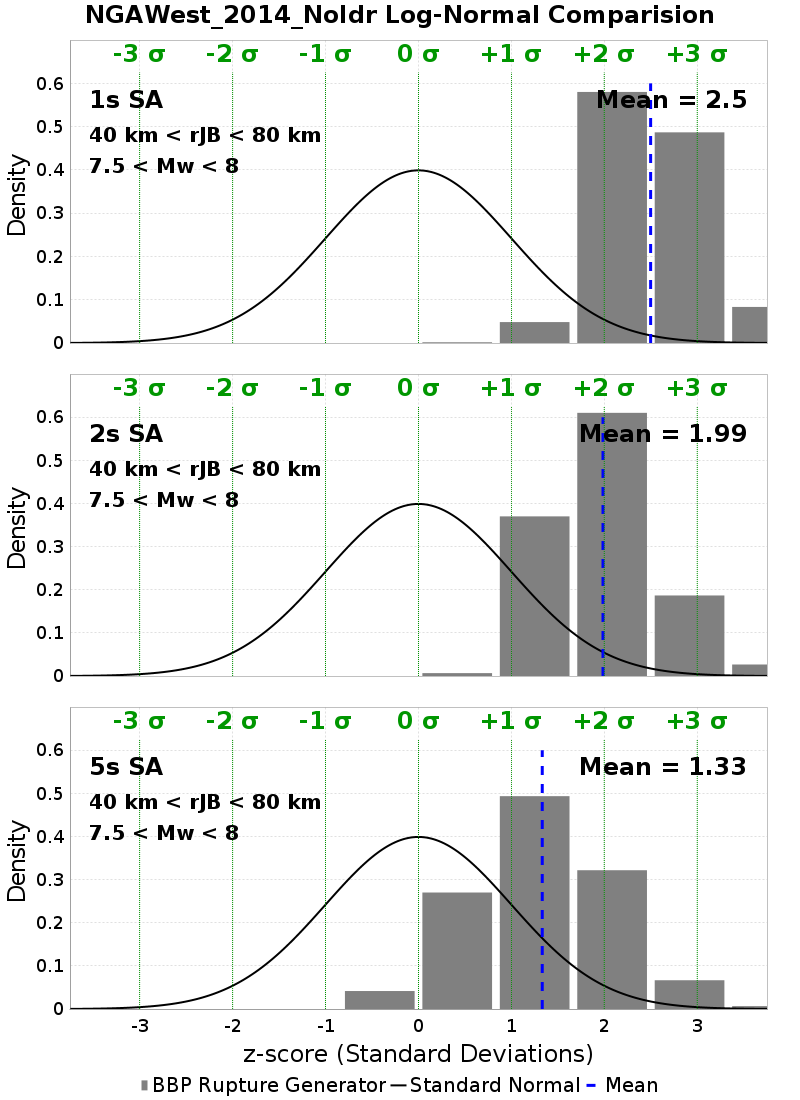 NGAWest_2014_NoIdr Log-Normal Comparision
-3 σ -2 σ -1 σ 0 σ +1 σ +2 σ +3 σ
0.6
1s SA Mean = 2.5
0.5
40 km < rJB < 80 km
7.5 < Mw < 8
0.4
0.3
0.2
0.1
0
Density
-3 σ -2 σ -1 σ 0 σ +1 σ +2 σ +3 σ
0.6
2s SA Mean = 1.99
0.5
40 km < rJB < 80 km
7.5 < Mw < 8
0.4
0.3
0.2
0.1
0
Density
-3 σ -2 σ -1 σ 0 σ +1 σ +2 σ +3 σ
0.6
5s SA Mean = 1.33
0.5
40 km < rJB < 80 km
7.5 < Mw < 8
0.4
0.3
0.2
0.1
0
Density
-3 -2 -1 0 1 2 3
z-score (Standard Deviations)
BBP Rupture Generator Standard Normal Mean